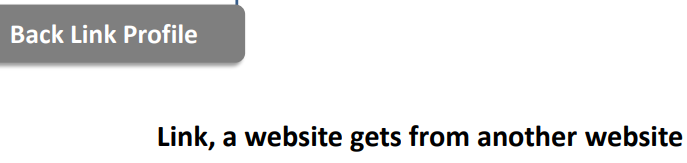 Back Link Profile
Link, a website gets from another website